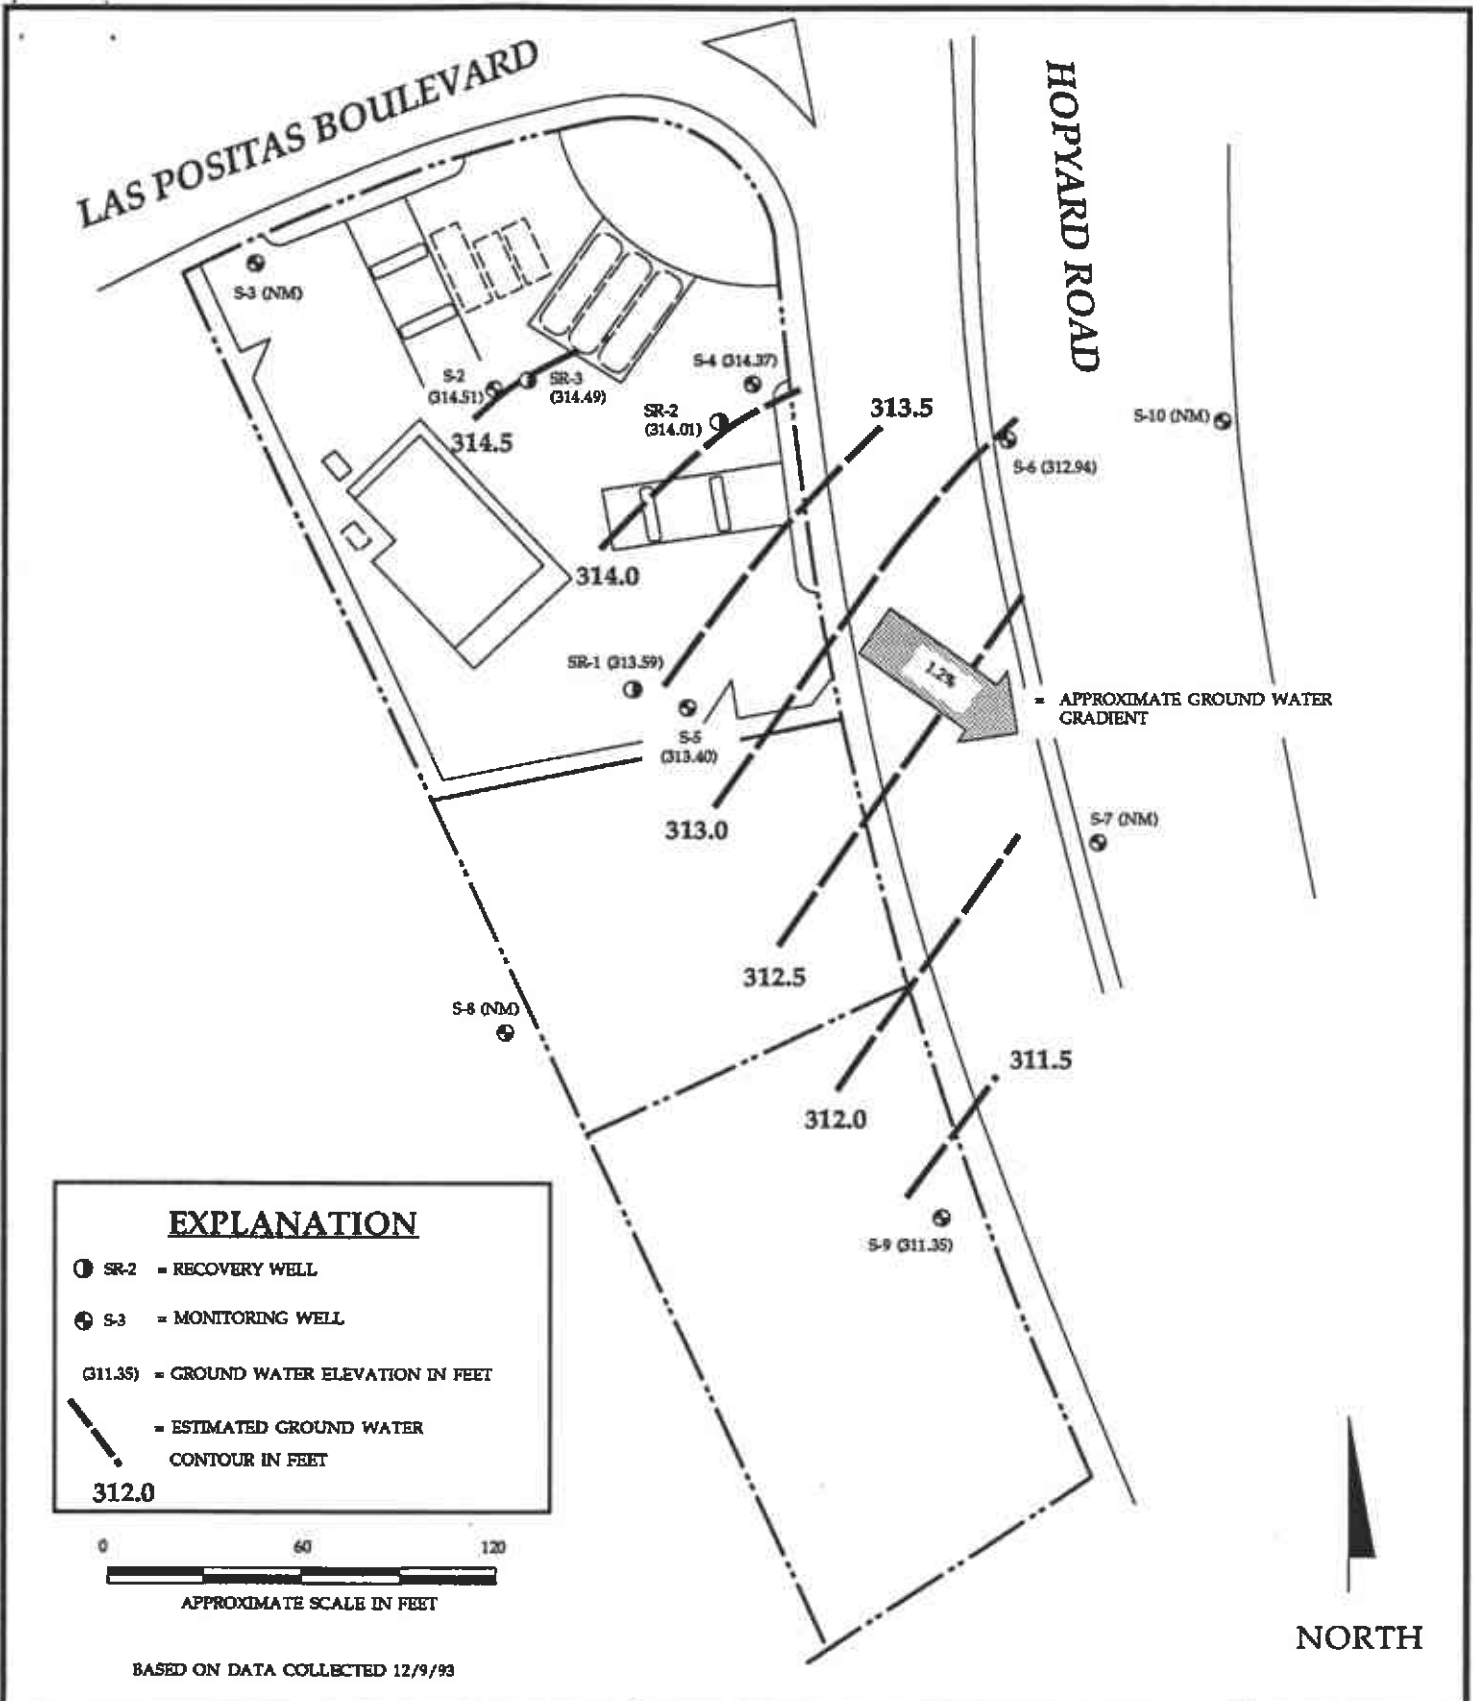 LAS POSITAS BOULEVARD
HOPYARD ROAD
S-3 (NM)
S-2
(314.51)
SR-3
(314.49)
S-4 (314.37)
SR-2
(314.01)
313.5
S-10 (NM)
314.5
S-6 (312.94)
314.0
SR-1 (313.59)
1.2%
= APPROXIMATE GROUND WATER
GRADIENT
S-5
(313.40)
313.0
S-7 (NM)
312.5
S-8 (NM)
311.5
312.0
S-9 (311.35)
EXPLANATION
SR-2 = RECOVERY WELL
S-3 = MONITORING WELL
(311.35) = GROUND WATER ELEVATION IN FEET
= ESTIMATED GROUND WATER
CONTOUR IN FEET
312.0
0 60 120
APPROXIMATE SCALE IN FEET
BASED ON DATA COLLECTED 12/9/93
NORTH